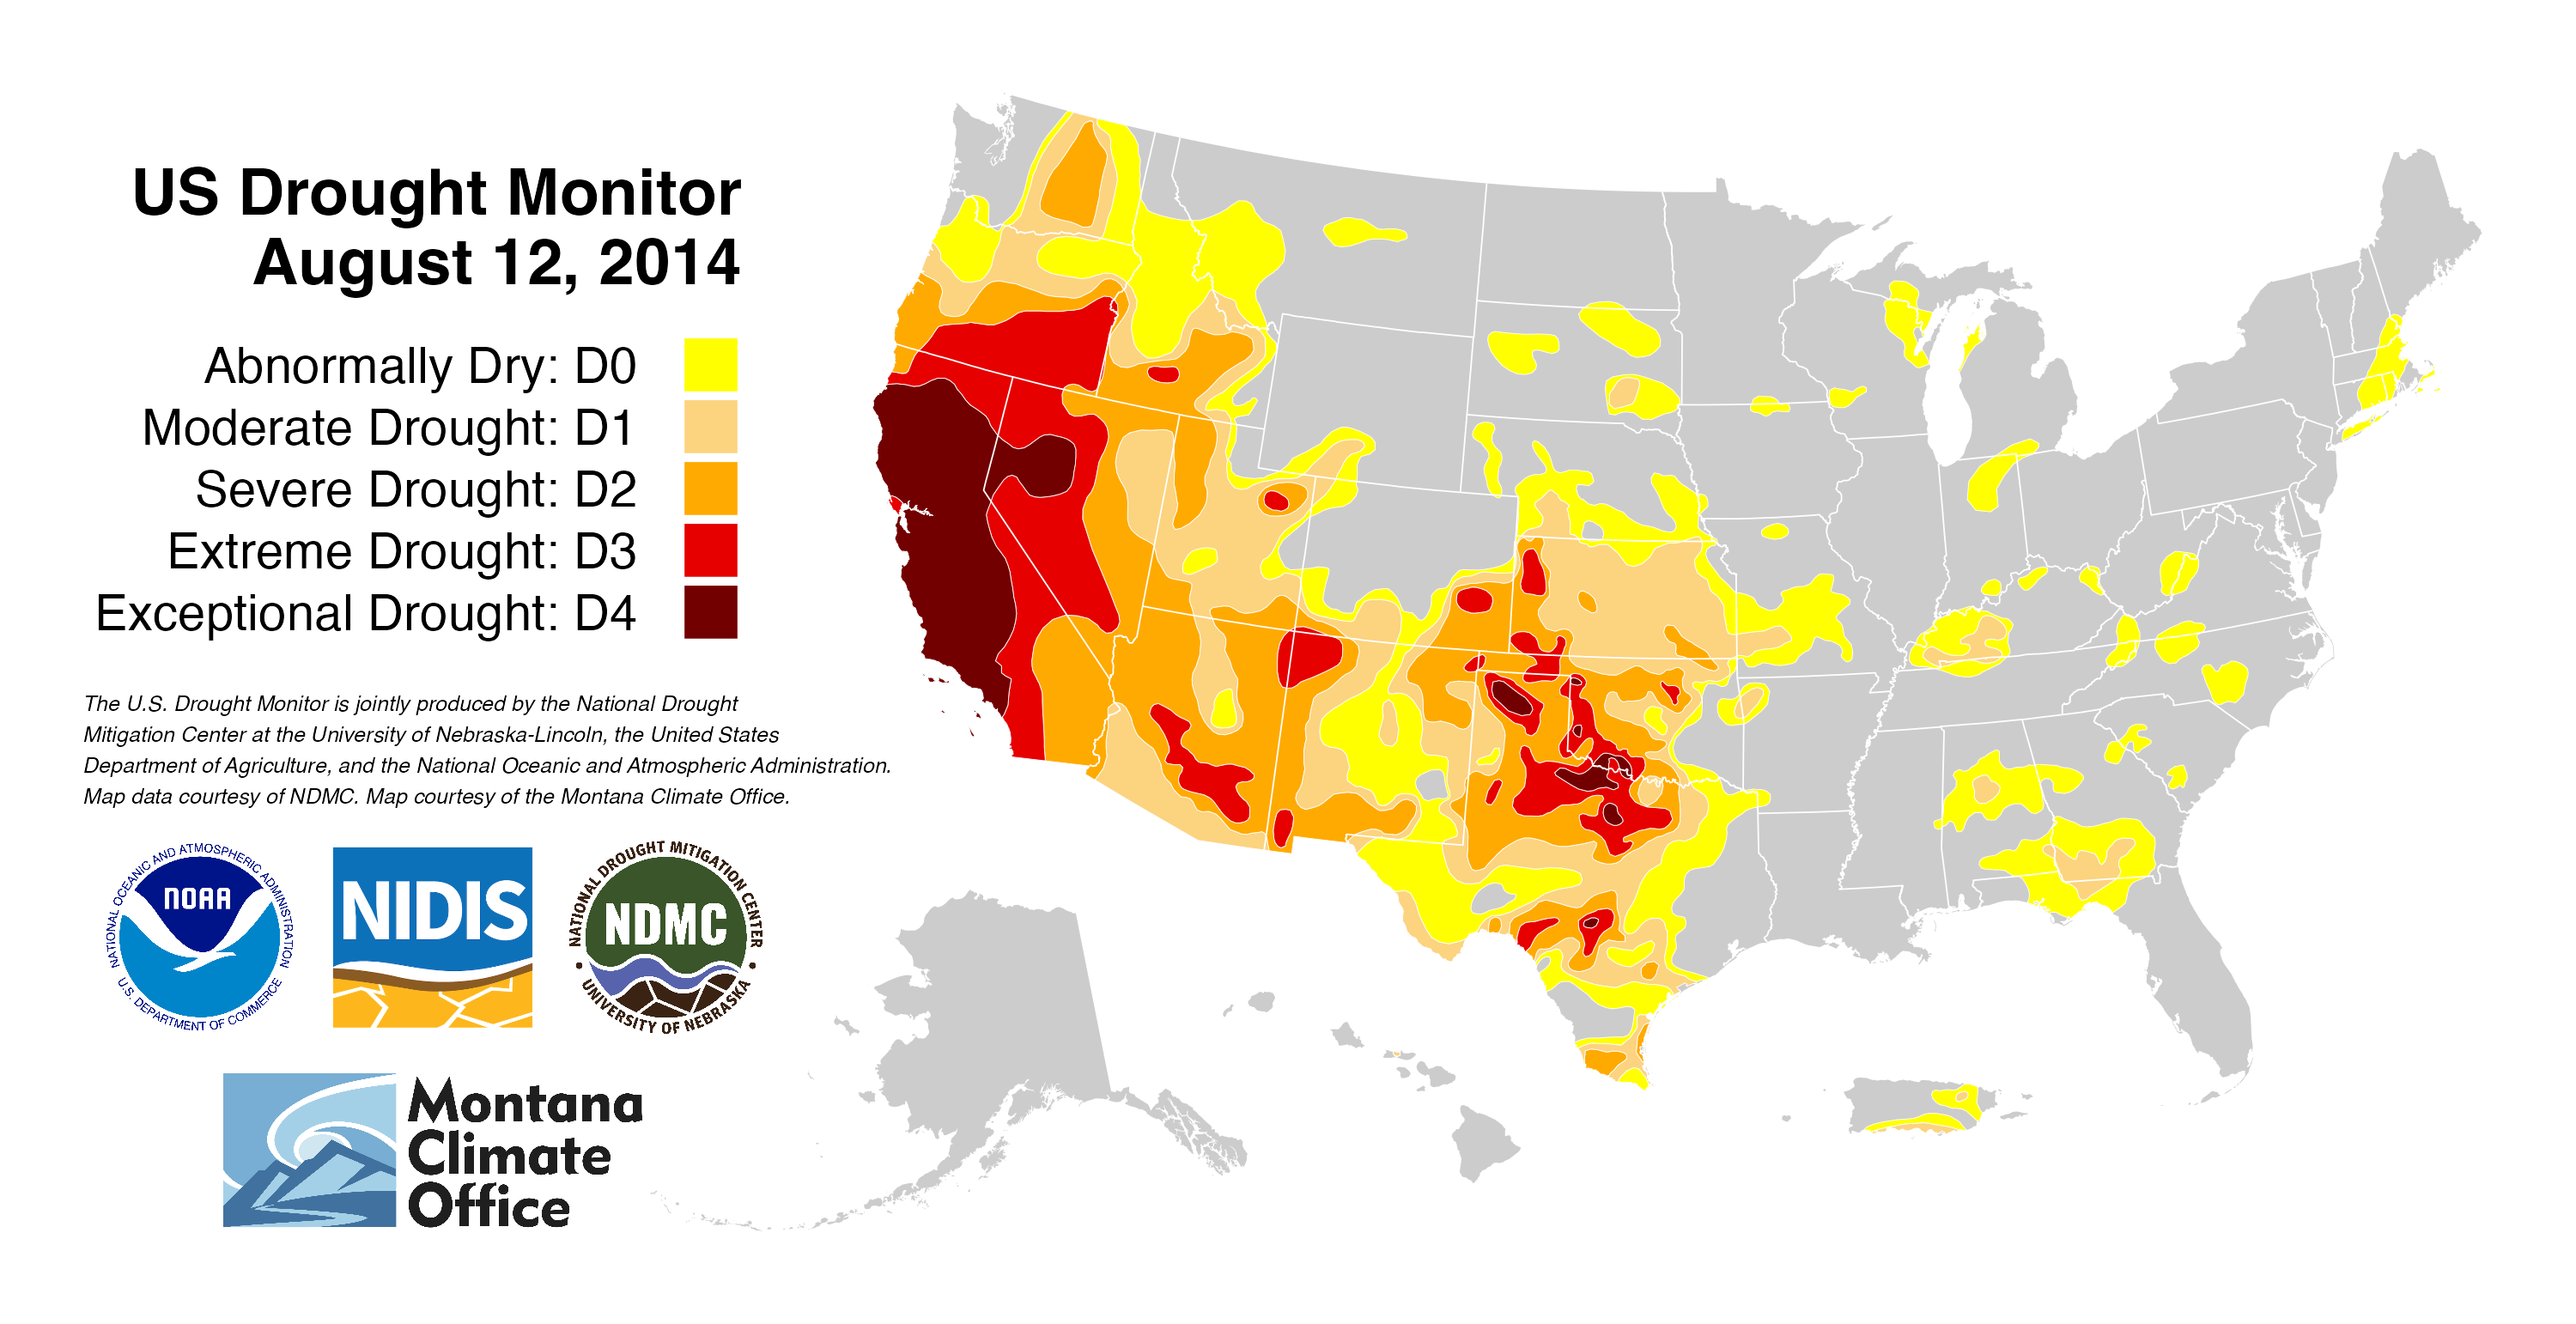 US Drought Monitor
August 12, 2014
Abnormally Dry: D0
Moderate Drought: D1
Severe Drought: D2
Extreme Drought: D3
Exceptional Drought: D4
The U.S. Drought Monitor is jointly produced by the National Drought
Mitigation Center at the University of Nebraska-Lincoln, the United States
Department of Agriculture, and the National Oceanic and Atmospheric Administration.
Map data courtesy of NDMC. Map courtesy of the Montana Climate Office.
NATIONAL OCEANIC AND ATMOSPHERIC ADMINISTRATION
NOAA
U.S. DEPARTMENT OF COMMERCE
NIDIS
NATIONAL DROUGHT MITIGATION CENTER
NDMC
UNIVERSITY OF NEBRASKA
Montana
Climate
Office